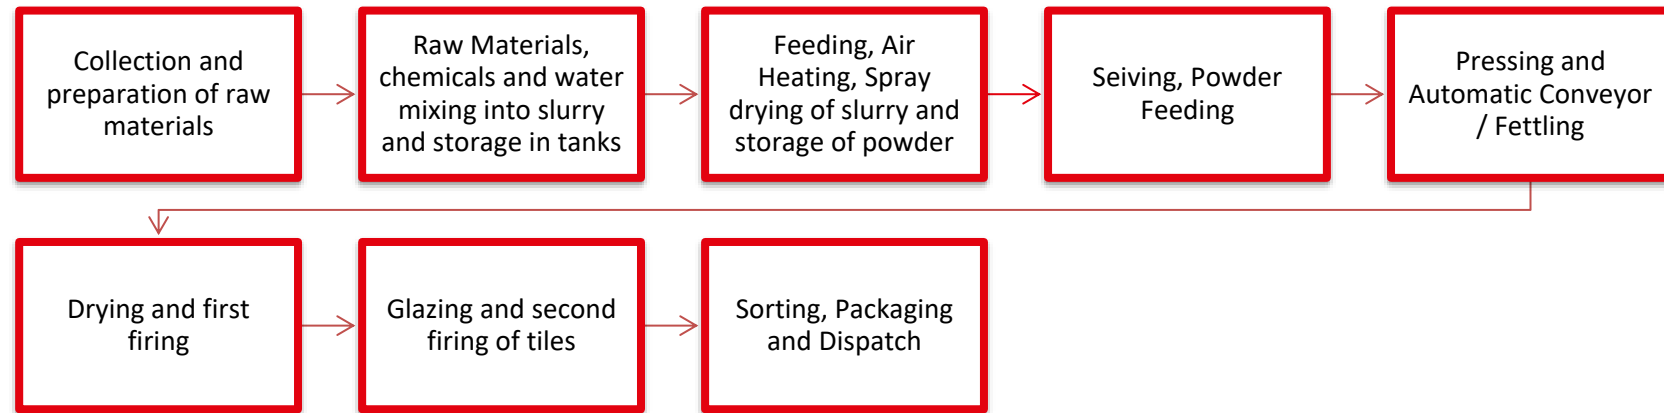 Collection and
preparation of raw
materials
Raw Materials,
chemicals and water
mixing into slurry
and storage in tanks
Feeding, Air
Heating, Spray
drying of slurry and
storage of powder
Seiving, Powder
Feeding
Pressing and
Automatic Conveyor
/ Fettling
Drying and first
firing
Glazing and second
firing of tiles
Sorting, Packaging
and Dispatch